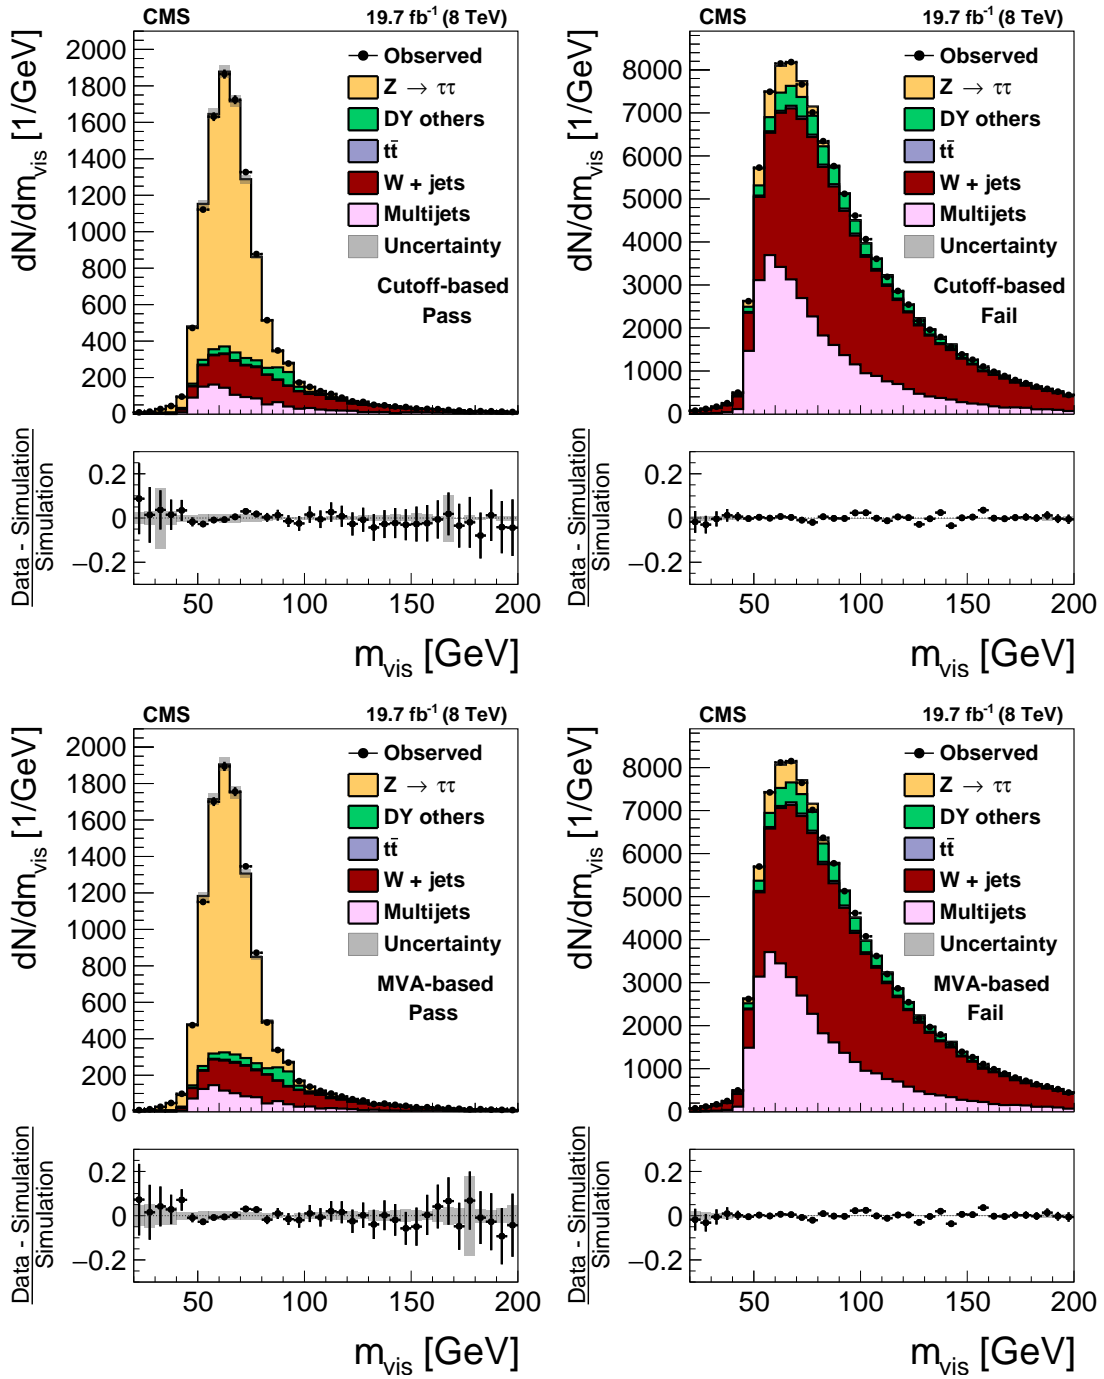 CMS 19.7 fb⁻¹ (8 TeV)
dN/dm_vis [1/GeV]
2000
1800
1600
1400
1200
1000
800
600
400
200
0
Observed
Z → ττ
DY others
tt̄
W + jets
Multijets
Uncertainty
Cutoff-based
Pass
Data - Simulation
Simulation
0.2
0
−0.2
50 100 150 200
m_vis [GeV]
CMS 19.7 fb⁻¹ (8 TeV)
dN/dm_vis [1/GeV]
8000
7000
6000
5000
4000
3000
2000
1000
0
Observed
Z → ττ
DY others
tt̄
W + jets
Multijets
Uncertainty
Cutoff-based
Fail
Data - Simulation
Simulation
0.2
0
−0.2
50 100 150 200
m_vis [GeV]
CMS 19.7 fb⁻¹ (8 TeV)
dN/dm_vis [1/GeV]
2000
1800
1600
1400
1200
1000
800
600
400
200
0
Observed
Z → ττ
DY others
tt̄
W + jets
Multijets
Uncertainty
MVA-based
Pass
Data - Simulation
Simulation
0.2
0
−0.2
50 100 150 200
m_vis [GeV]
CMS 19.7 fb⁻¹ (8 TeV)
dN/dm_vis [1/GeV]
8000
7000
6000
5000
4000
3000
2000
1000
0
Observed
Z → ττ
DY others
tt̄
W + jets
Multijets
Uncertainty
MVA-based
Fail
Data - Simulation
Simulation
0.2
0
−0.2
50 100 150 200
m_vis [GeV]